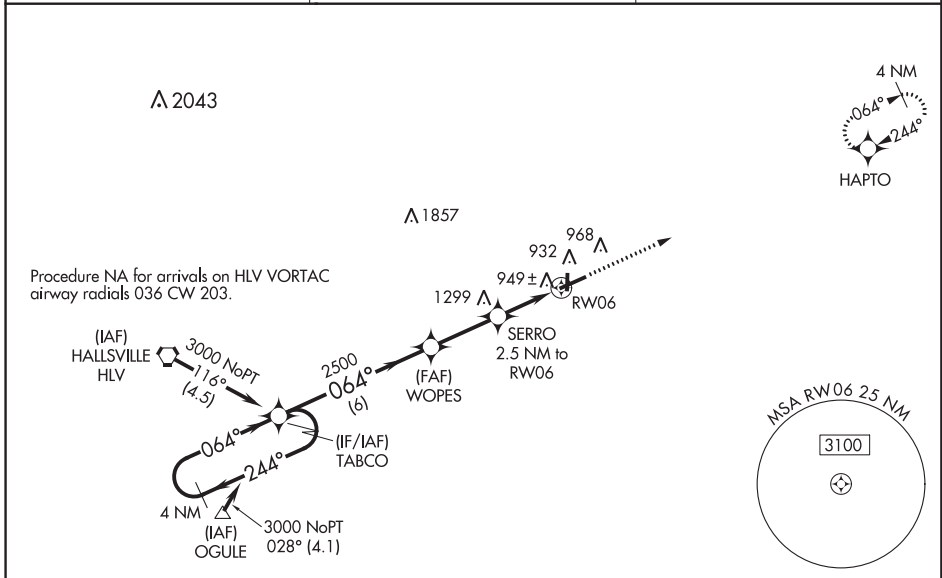 2043
4 NM
064°
244°
HAPTO
1857
968
932
949±
1299
RW06
SERRO
2.5 NM to
RW06
Procedure NA for arrivals on HLV VORTAC
airway radials 036 CW 203.
(IAF)
HALLSVILLE
HLV
3000 NoPT
116°
(4.5)
2500
064°
(6)
(FAF)
WOPES
064°
244°
(IF/IAF)
TABCO
4 NM
(IAF)
OGULE
3000 NoPT
028° (4.1)
MSA RW06 25 NM
3100